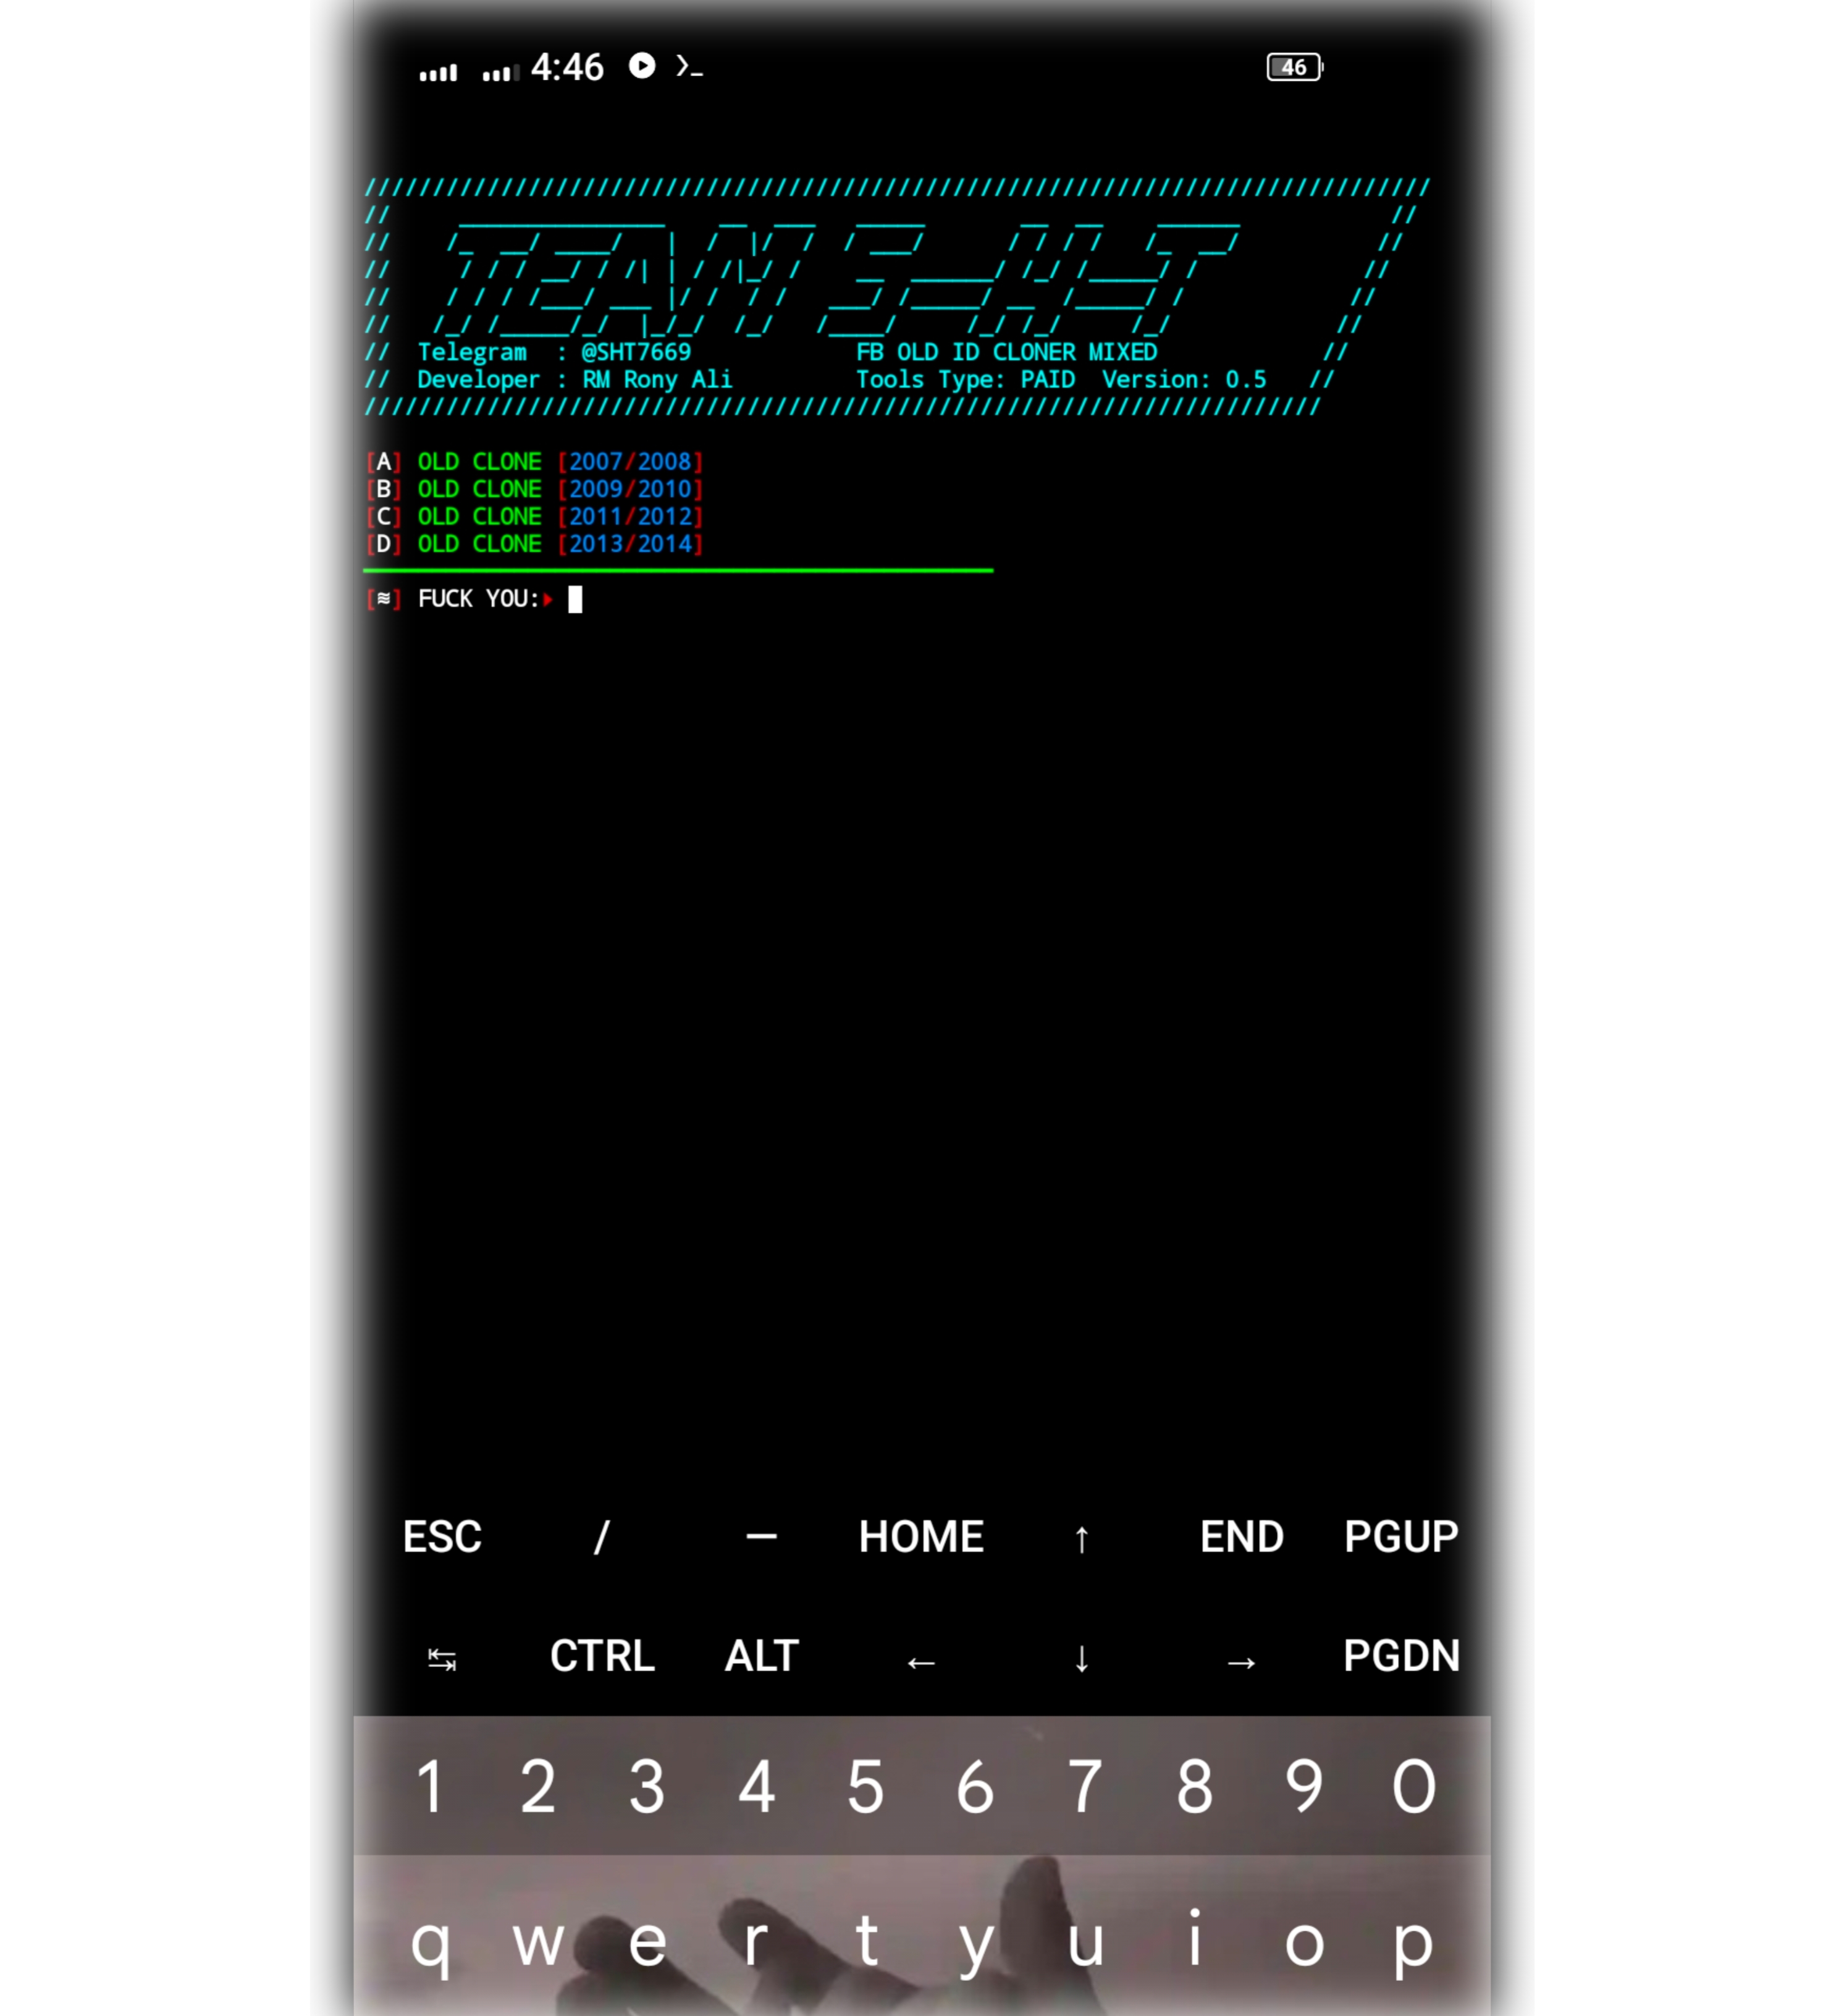 4:46
46
TEAM S-H-T
Telegram : @SHT7669 FB OLD ID CLONER MIXED
Developer : RM Rony Ali Tools Type: PAID Version: 0.5
[A] OLD CLONE [2007/2008]
[B] OLD CLONE [2009/2010]
[C] OLD CLONE [2011/2012]
[D] OLD CLONE [2013/2014]
[≋] FUCK YOU:
ESC / — HOME ↑ END PGUP
↹ CTRL ALT ← ↓ → PGDN
1 2 3 4 5 6 7 8 9 0
q w e r t y u i o p